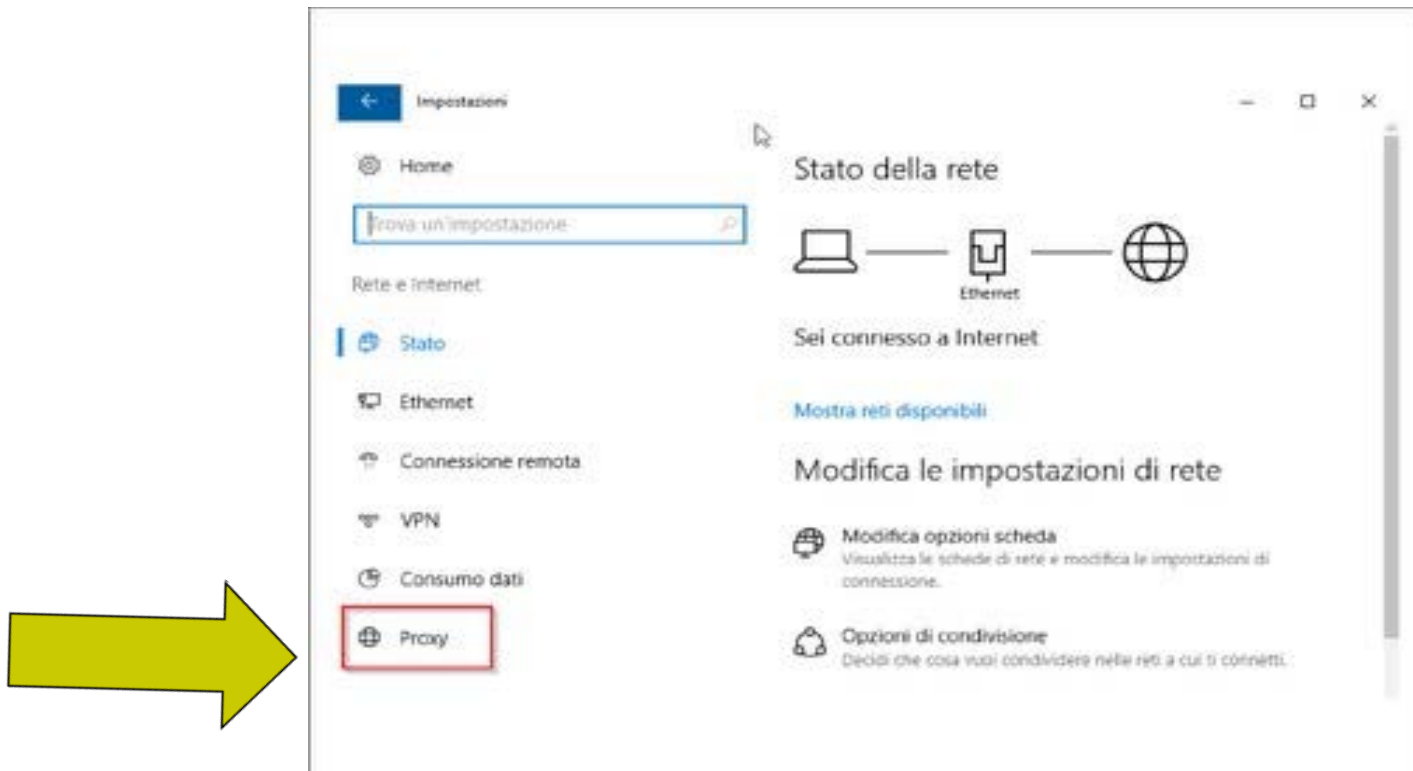 Impostazioni
Home
Trova un'impostazione
Rete e Internet
Stato
Ethernet
Connessione remota
VPN
Consumo dati
Proxy
Stato della rete
Ethernet
Sei connesso a Internet
Mostra reti disponibili
Modifica le impostazioni di rete
Modifica opzioni scheda
Visualizza le schede di rete e modifica le impostazioni di
connessione.
Opzioni di condivisione
Decidi che cosa vuoi condividere nelle reti a cui ti connetti.